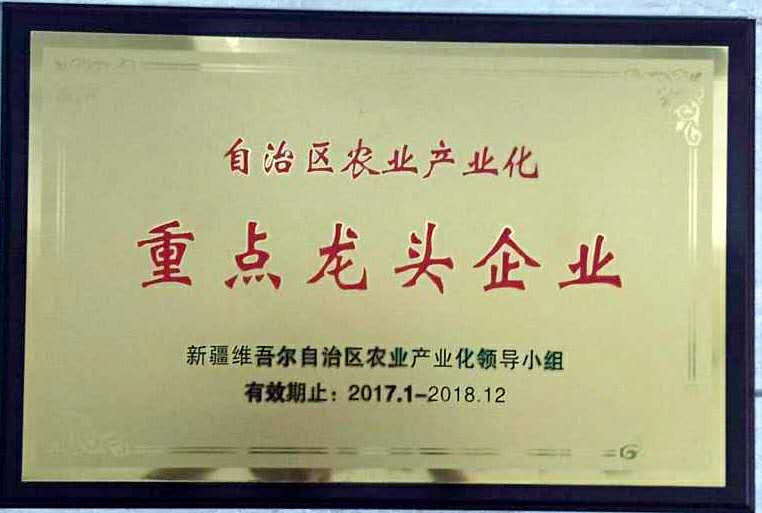 自治区农业产业化
重点龙头企业
新疆维吾尔自治区农业产业化领导小组
有效期止：2017.1-2018.12